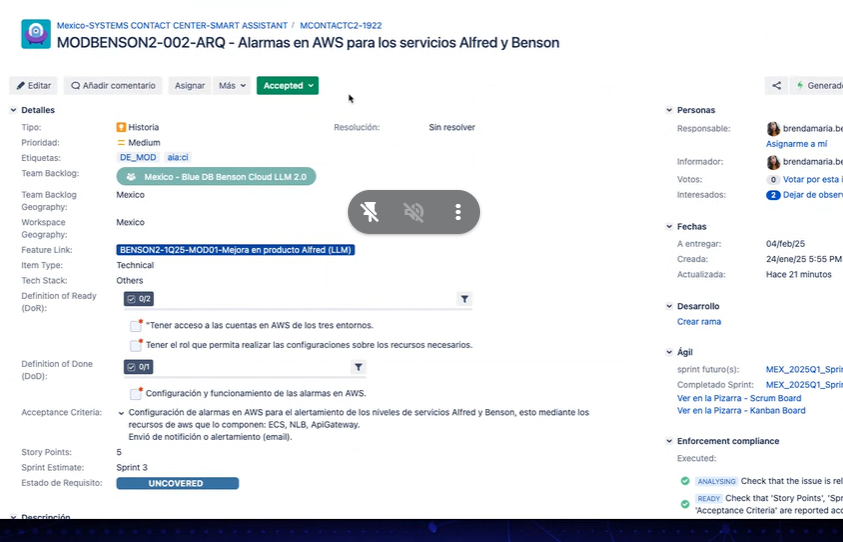 Mexico-SYSTEMS CONTACT CENTER-SMART ASSISTANT / MCONTACTC2-1922
MODBENSON2-002-ARQ - Alarmas en AWS para los servicios Alfred y Benson
Editar Añadir comentario Asignar Más Accepted
Detalles
Tipo: Historia Resolución: Sin resolver
Prioridad: Medium
Etiquetas: DE_MOD aia:ci
Team Backlog: Mexico - Blue DB Benson Cloud LLM 2.0
Team Backlog Geography: Mexico
Workspace Geography: Mexico
Feature Link: BENSON2-1Q25-MOD01-Mejora en producto Alfred (LLM)
Item Type: Technical
Tech Stack: Others
Definition of Ready (DoR): 0/2
"Tener acceso a las cuentas en AWS de los tres entornos.
Tener el rol que permita realizar las configuraciones sobre los recursos necesarios.
Definition of Done (DoD): 0/1
Configuración y funcionamiento de las alarmas en AWS.
Acceptance Criteria: Configuración de alarmas en AWS para el alertamiento de los niveles de servicios Alfred y Benson, esto mediante los
recursos de aws que lo componen: ECS, NLB, ApiGateway.
Envió de notifición o alertamiento (email).
Story Points: 5
Sprint Estimate: Sprint 3
Estado de Requisito: UNCOVERED
Descripción
Personas
Responsable: brendamaria.be
Asignarme a mí
Informador: brendamaria.be
Votos: 0 Votar por esta i
Interesados: 2 Dejar de obser
Fechas
A entregar: 04/feb/25
Creada: 24/ene/25 5:55 PM
Actualizada: Hace 21 minutos
Desarrollo
Crear rama
Ágil
sprint futuro(s): MEX_2025Q1_Sprin
Completado Sprint: MEX_2025Q1_Sprin
Ver en la Pizarra - Scrum Board
Ver en la Pizarra - Kanban Board
Enforcement compliance
Executed:
ANALYSING Check that the issue is rel
READY Check that 'Story Points', 'Spr
'Acceptance Criteria' are reported acc